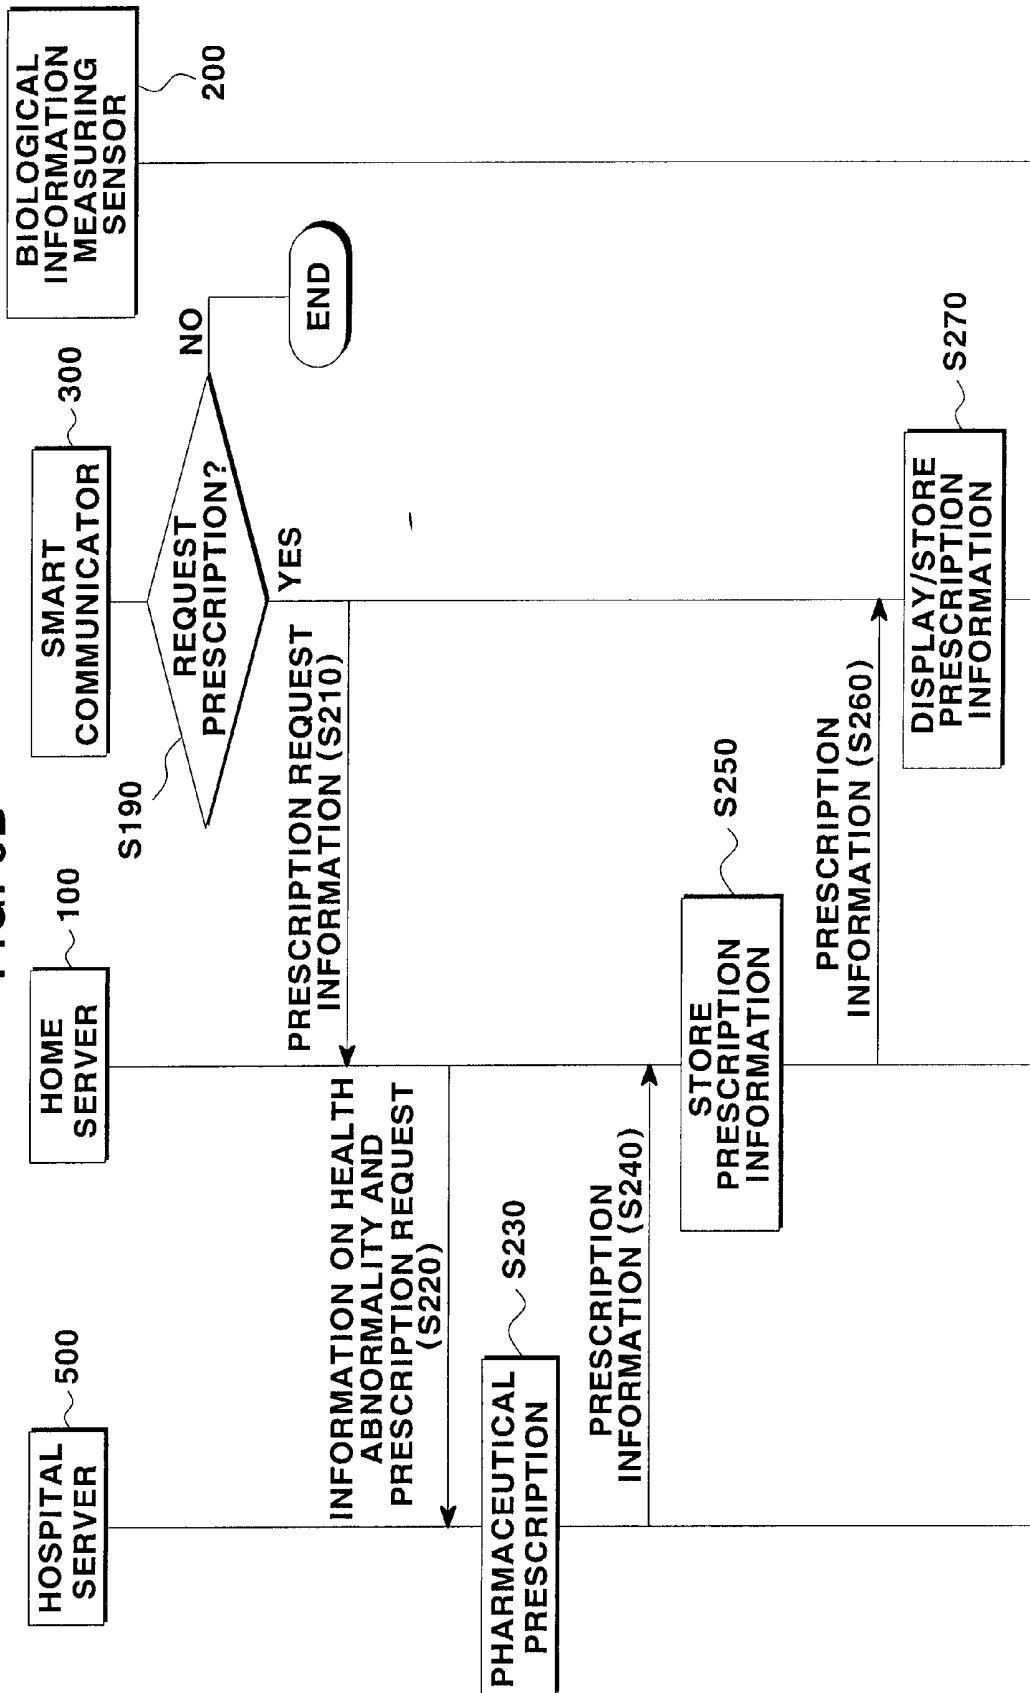 FIG.
HOSPITAL
SERVER
500
HOME
SERVER
100
SMART
COMMUNICATOR
300
BIOLOGICAL
INFORMATION
MEASURING
SENSOR
200
S190
REQUEST
PRESCRIPTION?
NO
END
YES
PRESCRIPTION REQUEST
INFORMATION (S210)
INFORMATION ON HEALTH
ABNORMALITY AND
PRESCRIPTION REQUEST
(S220)
PHARMACEUTICAL
PRESCRIPTION
S230
PRESCRIPTION
INFORMATION (S240)
STORE
PRESCRIPTION
INFORMATION
S250
PRESCRIPTION
INFORMATION (S260)
DISPLAY/STORE
PRESCRIPTION
INFORMATION
S270